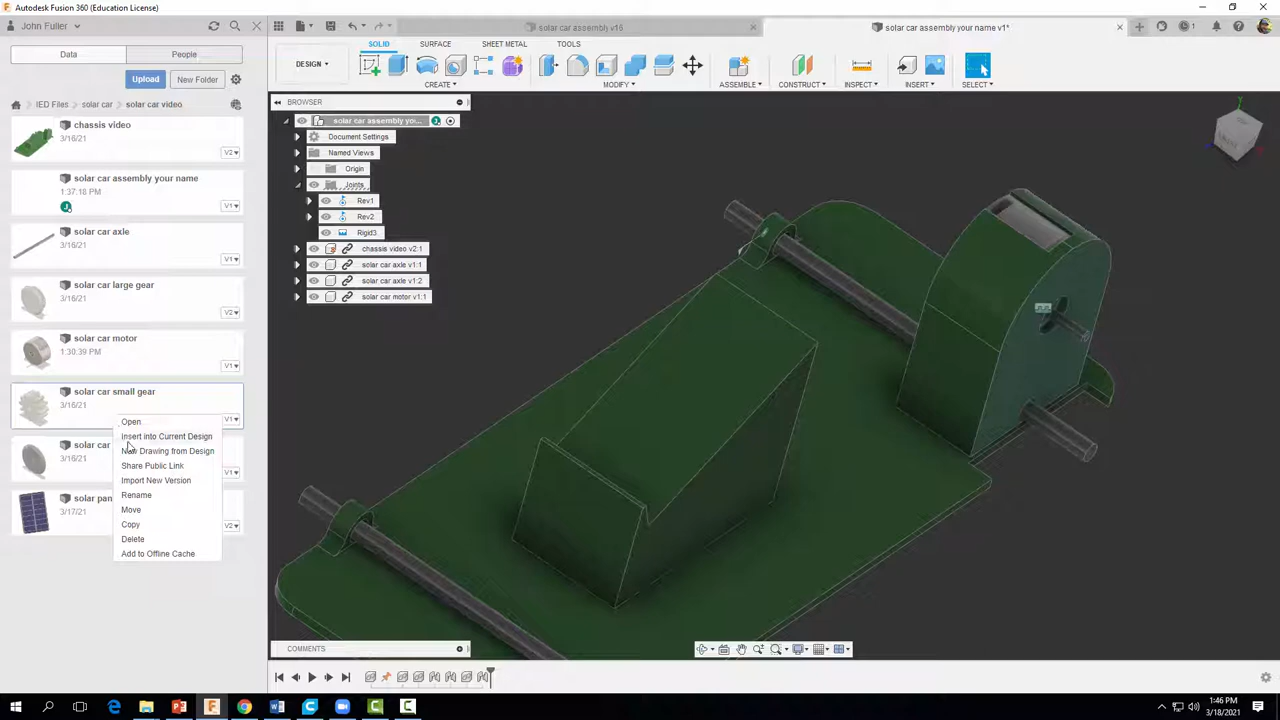 Autodesk Fusion 360 (Education License)
John Fuller
solar car assembly v16
solar car assembly your name v1*
1
Data
People
DESIGN
SOLID
SURFACE
SHEET METAL
TOOLS
Upload
New Folder
CREATE
MODIFY
ASSEMBLE
CONSTRUCT
INSPECT
INSERT
SELECT
IED Files
solar car
solar car video
BROWSER
chassis video
3/16/21
V2
solar car assembly yo...
Document Settings
Named Views
Origin
Joints
Rev1
Rev2
Rigid3
chassis video v2:1
solar car axle v1:1
solar car axle v1:2
solar car motor v1:1
solar car assembly your name
1:37:18 PM
V1
solar car axle
3/16/21
V1
solar car large gear
3/16/21
V2
solar car motor
1:30:39 PM
V1
solar car small gear
3/16/21
V1
solar car
3/16/21
V1
solar pan
3/17/21
V2
Open
Insert into Current Design
New Drawing from Design
Share Public Link
Import New Version
Rename
Move
Copy
Delete
Add to Offline Cache
COMMENTS
1:46 PM
3/18/2021